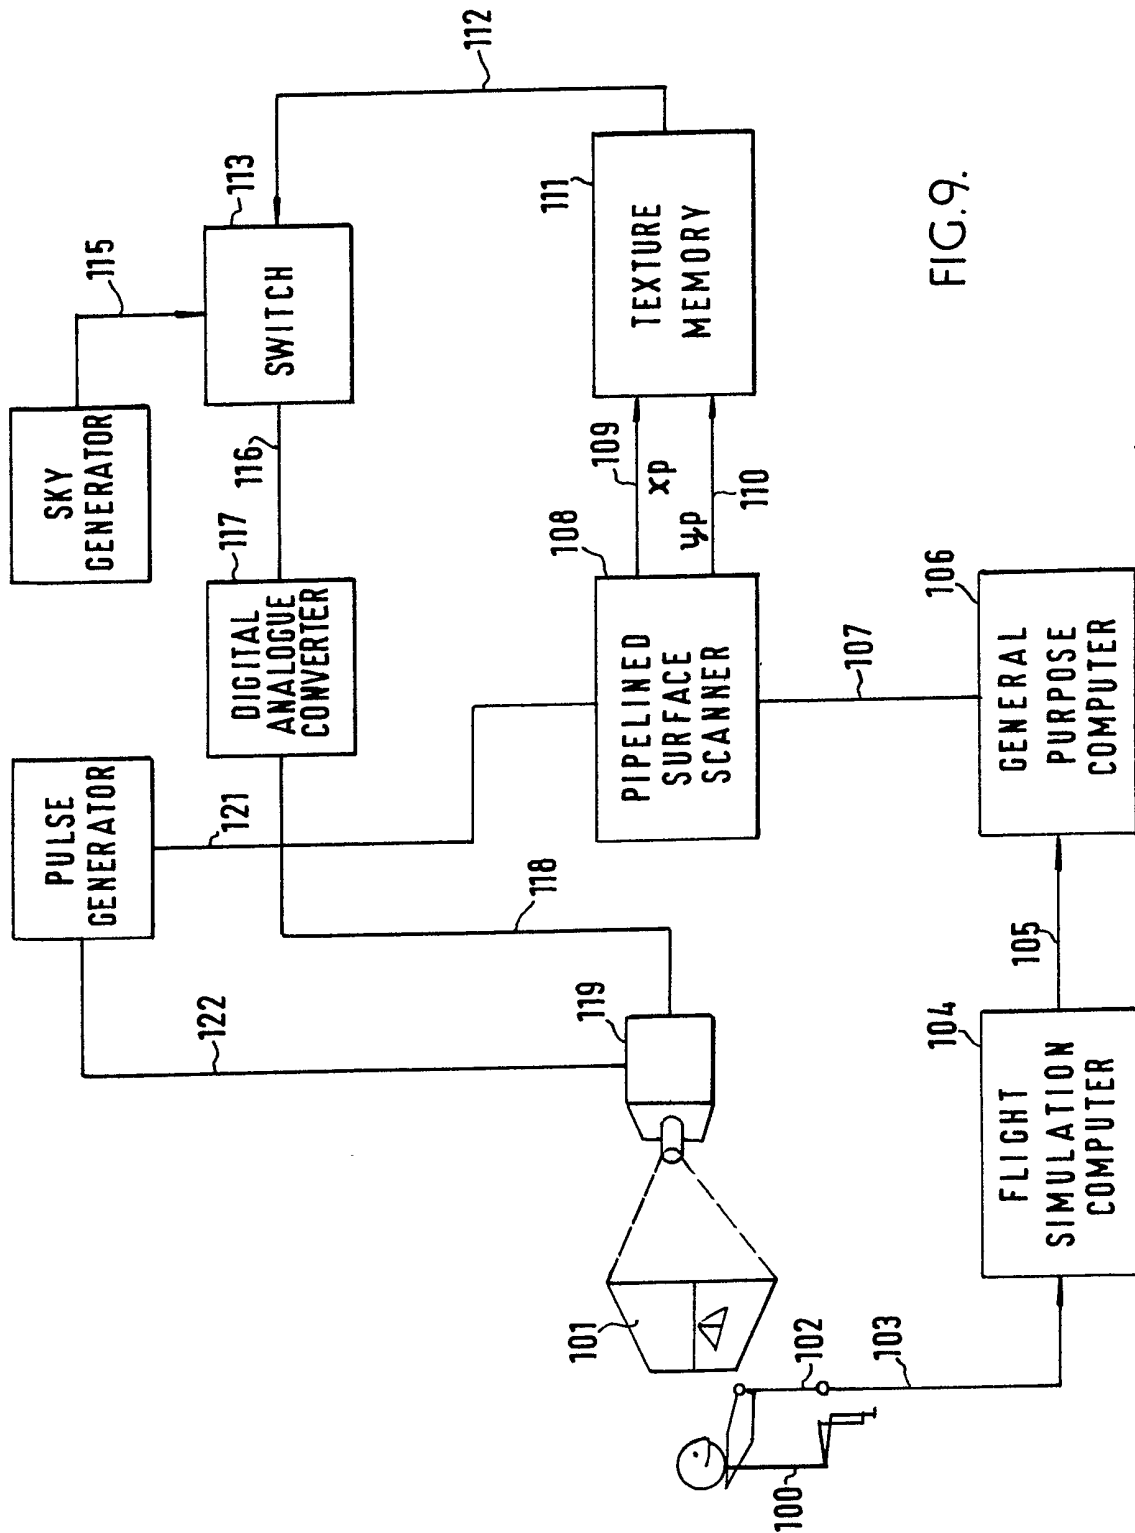 SKY
GENERATOR
115
113
112
SWITCH
116
117
DIGITAL
ANALOGUE
CONVERTER
PULSE
GENERATOR
121
122
118
119
101
102
103
100
108
PIPELINED
SURFACE
SCANNER
109
xp
yp
110
111
TEXTURE
MEMORY
107
106
GENERAL
PURPOSE
COMPUTER
105
104
FLIGHT
SIMULATION
COMPUTER
FIG.9.